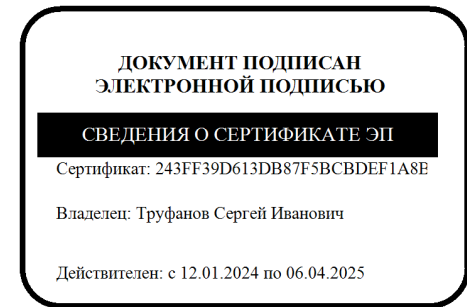 ДОКУМЕНТ ПОДПИСАН
ЭЛЕКТРОННОЙ ПОДПИСЬЮ
СВЕДЕНИЯ О СЕРТИФИКАТЕ ЭП
Сертификат: 243FF39D613DB87F5BCBDEF1A8E
Владелец: Труфанов Сергей Иванович
Действителен: с 12.01.2024 по 06.04.2025